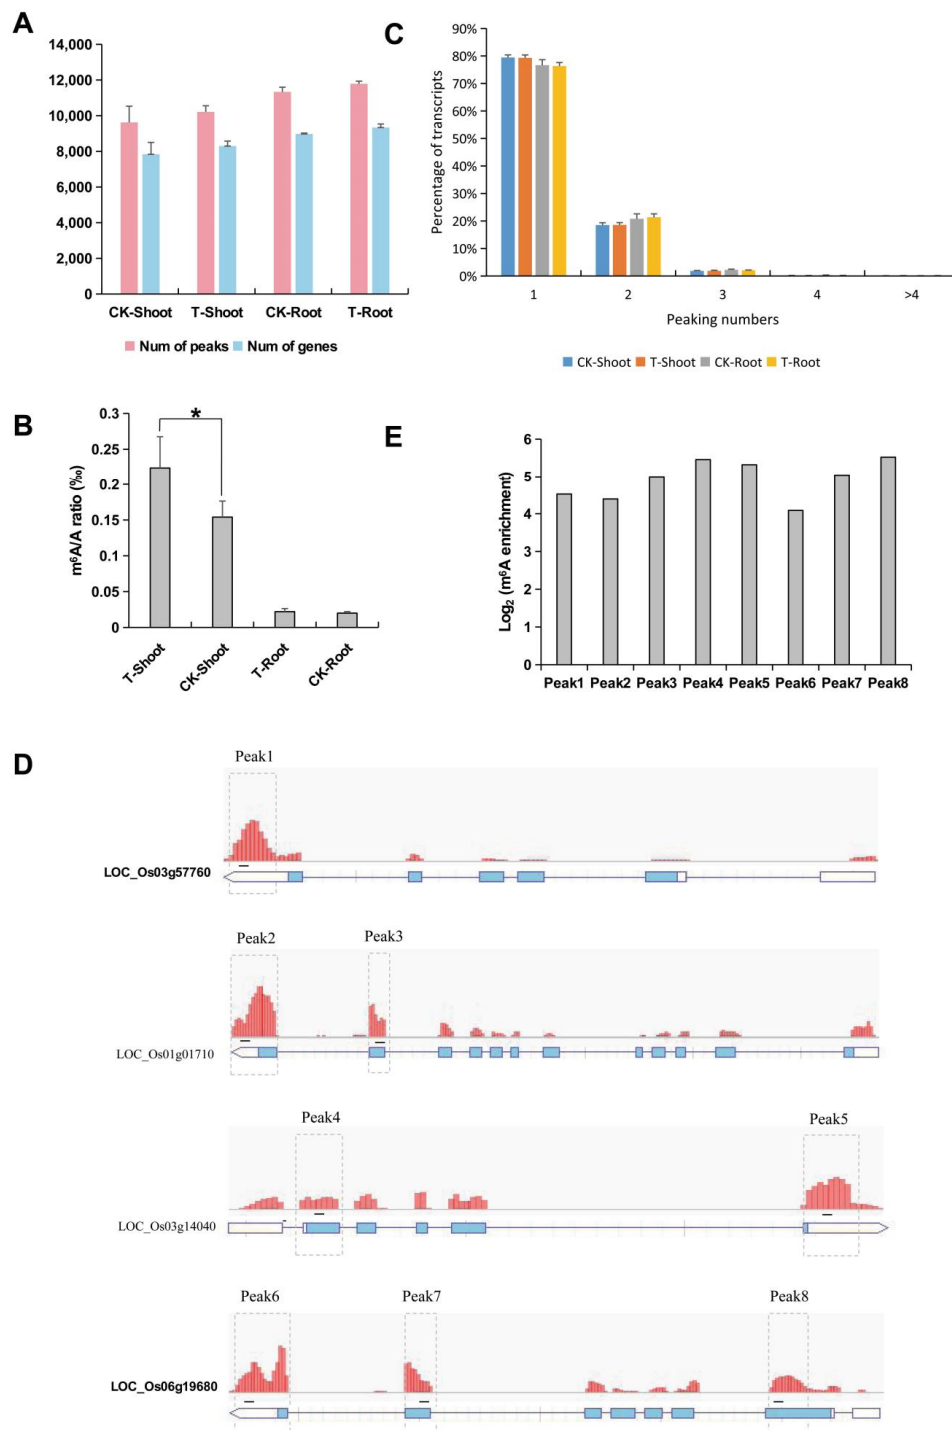 A
14,000
12,000
10,000
8,000
6,000
4,000
2,000
0
CK-Shoot T-Shoot CK-Root T-Root
Num of peaks Num of genes
C
Percentage of transcripts
90%
80%
70%
60%
50%
40%
30%
20%
10%
0%
1 2 3 4 >4
Peaking numbers
CK-Shoot T-Shoot CK-Root T-Root
B
m⁶A/A ratio (‰)
0.3
0.25
0.2
0.15
0.1
0.05
0
*
T-Shoot CK-Shoot T-Root CK-Root
E
Log₂ (m⁶A enrichment)
6
5
4
3
2
1
0
Peak1 Peak2 Peak3 Peak4 Peak5 Peak6 Peak7 Peak8
D
Peak1
LOC_Os03g57760
Peak2 Peak3
LOC_Os01g01710
Peak4 Peak5
LOC_Os03g14040
Peak6 Peak7 Peak8
LOC_Os06g19680